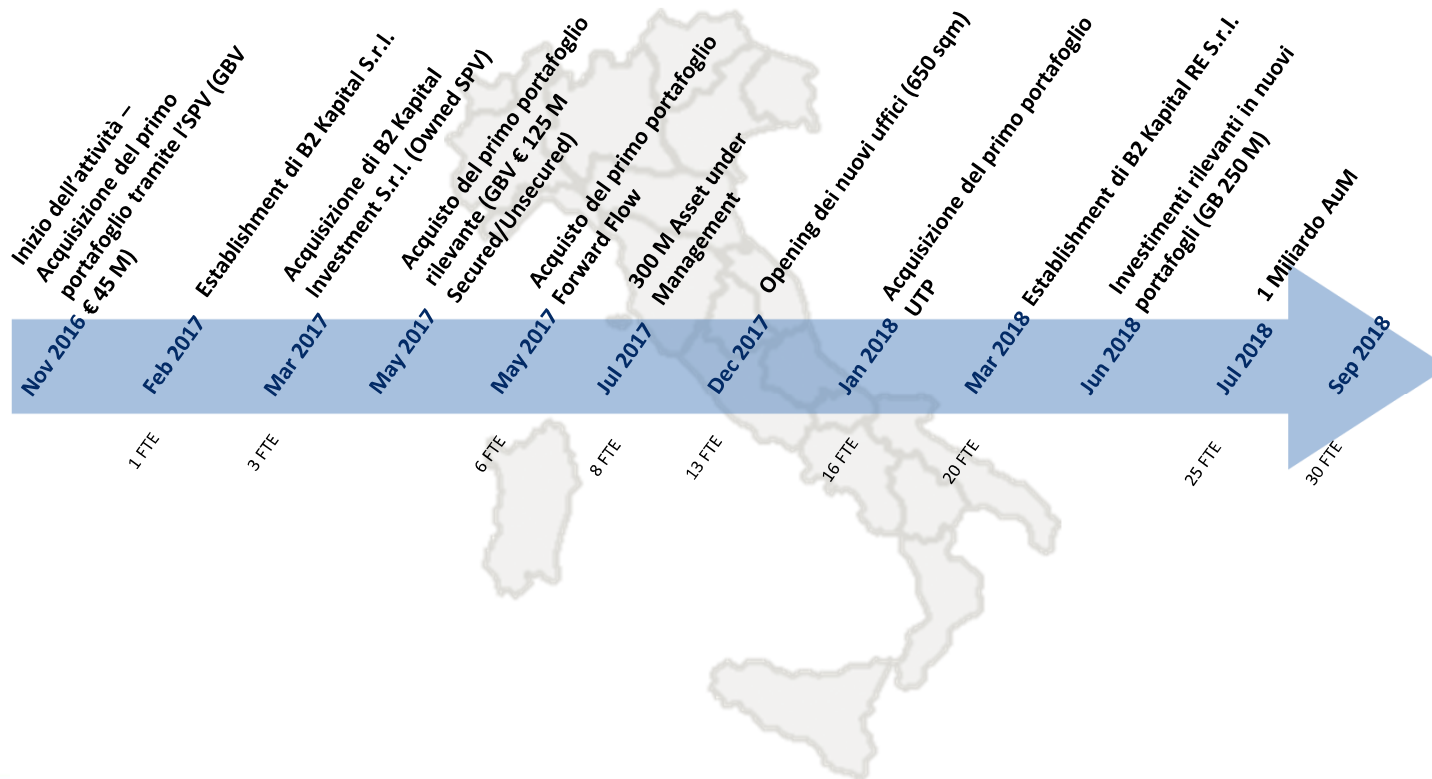 Inizio dell'attività –
Acquisizione del primo
portafoglio tramite l'SPV (GBV
€ 45 M)
Establishment di B2 Kapital S.r.l.
Acquisizione di B2 Kapital
Investment S.r.l. (Owned SPV)
Acquisto del primo portafoglio
rilevante (GBV € 125 M
Secured/Unsecured)
Acquisto del primo portafoglio
Forward Flow
300 M Asset under
Management
Opening dei nuovi uffici (650 sqm)
Acquisizione del primo portafoglio
UTP
Establishment di B2 Kapital RE S.r.l.
Investimenti rilevanti in nuovi
portafogli (GB 250 M)
1 Miliardo AuM
Nov 2016
Feb 2017
Mar 2017
May 2017
May 2017
Jul 2017
Dec 2017
Jan 2018
Mar 2018
Jun 2018
Jul 2018
Sep 2018
1 FTE
3 FTE
6 FTE
8 FTE
13 FTE
16 FTE
20 FTE
25 FTE
30 FTE